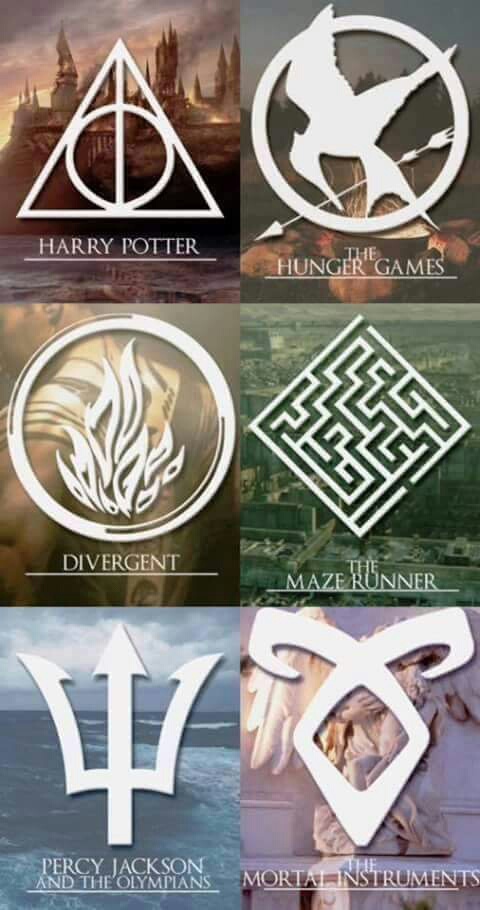 HARRY POTTER
THE
HUNGER GAMES
DIVERGENT
THE
MAZE RUNNER
PERCY JACKSON
AND THE OLYMPIANS
THE
MORTAL INSTRUMENTS